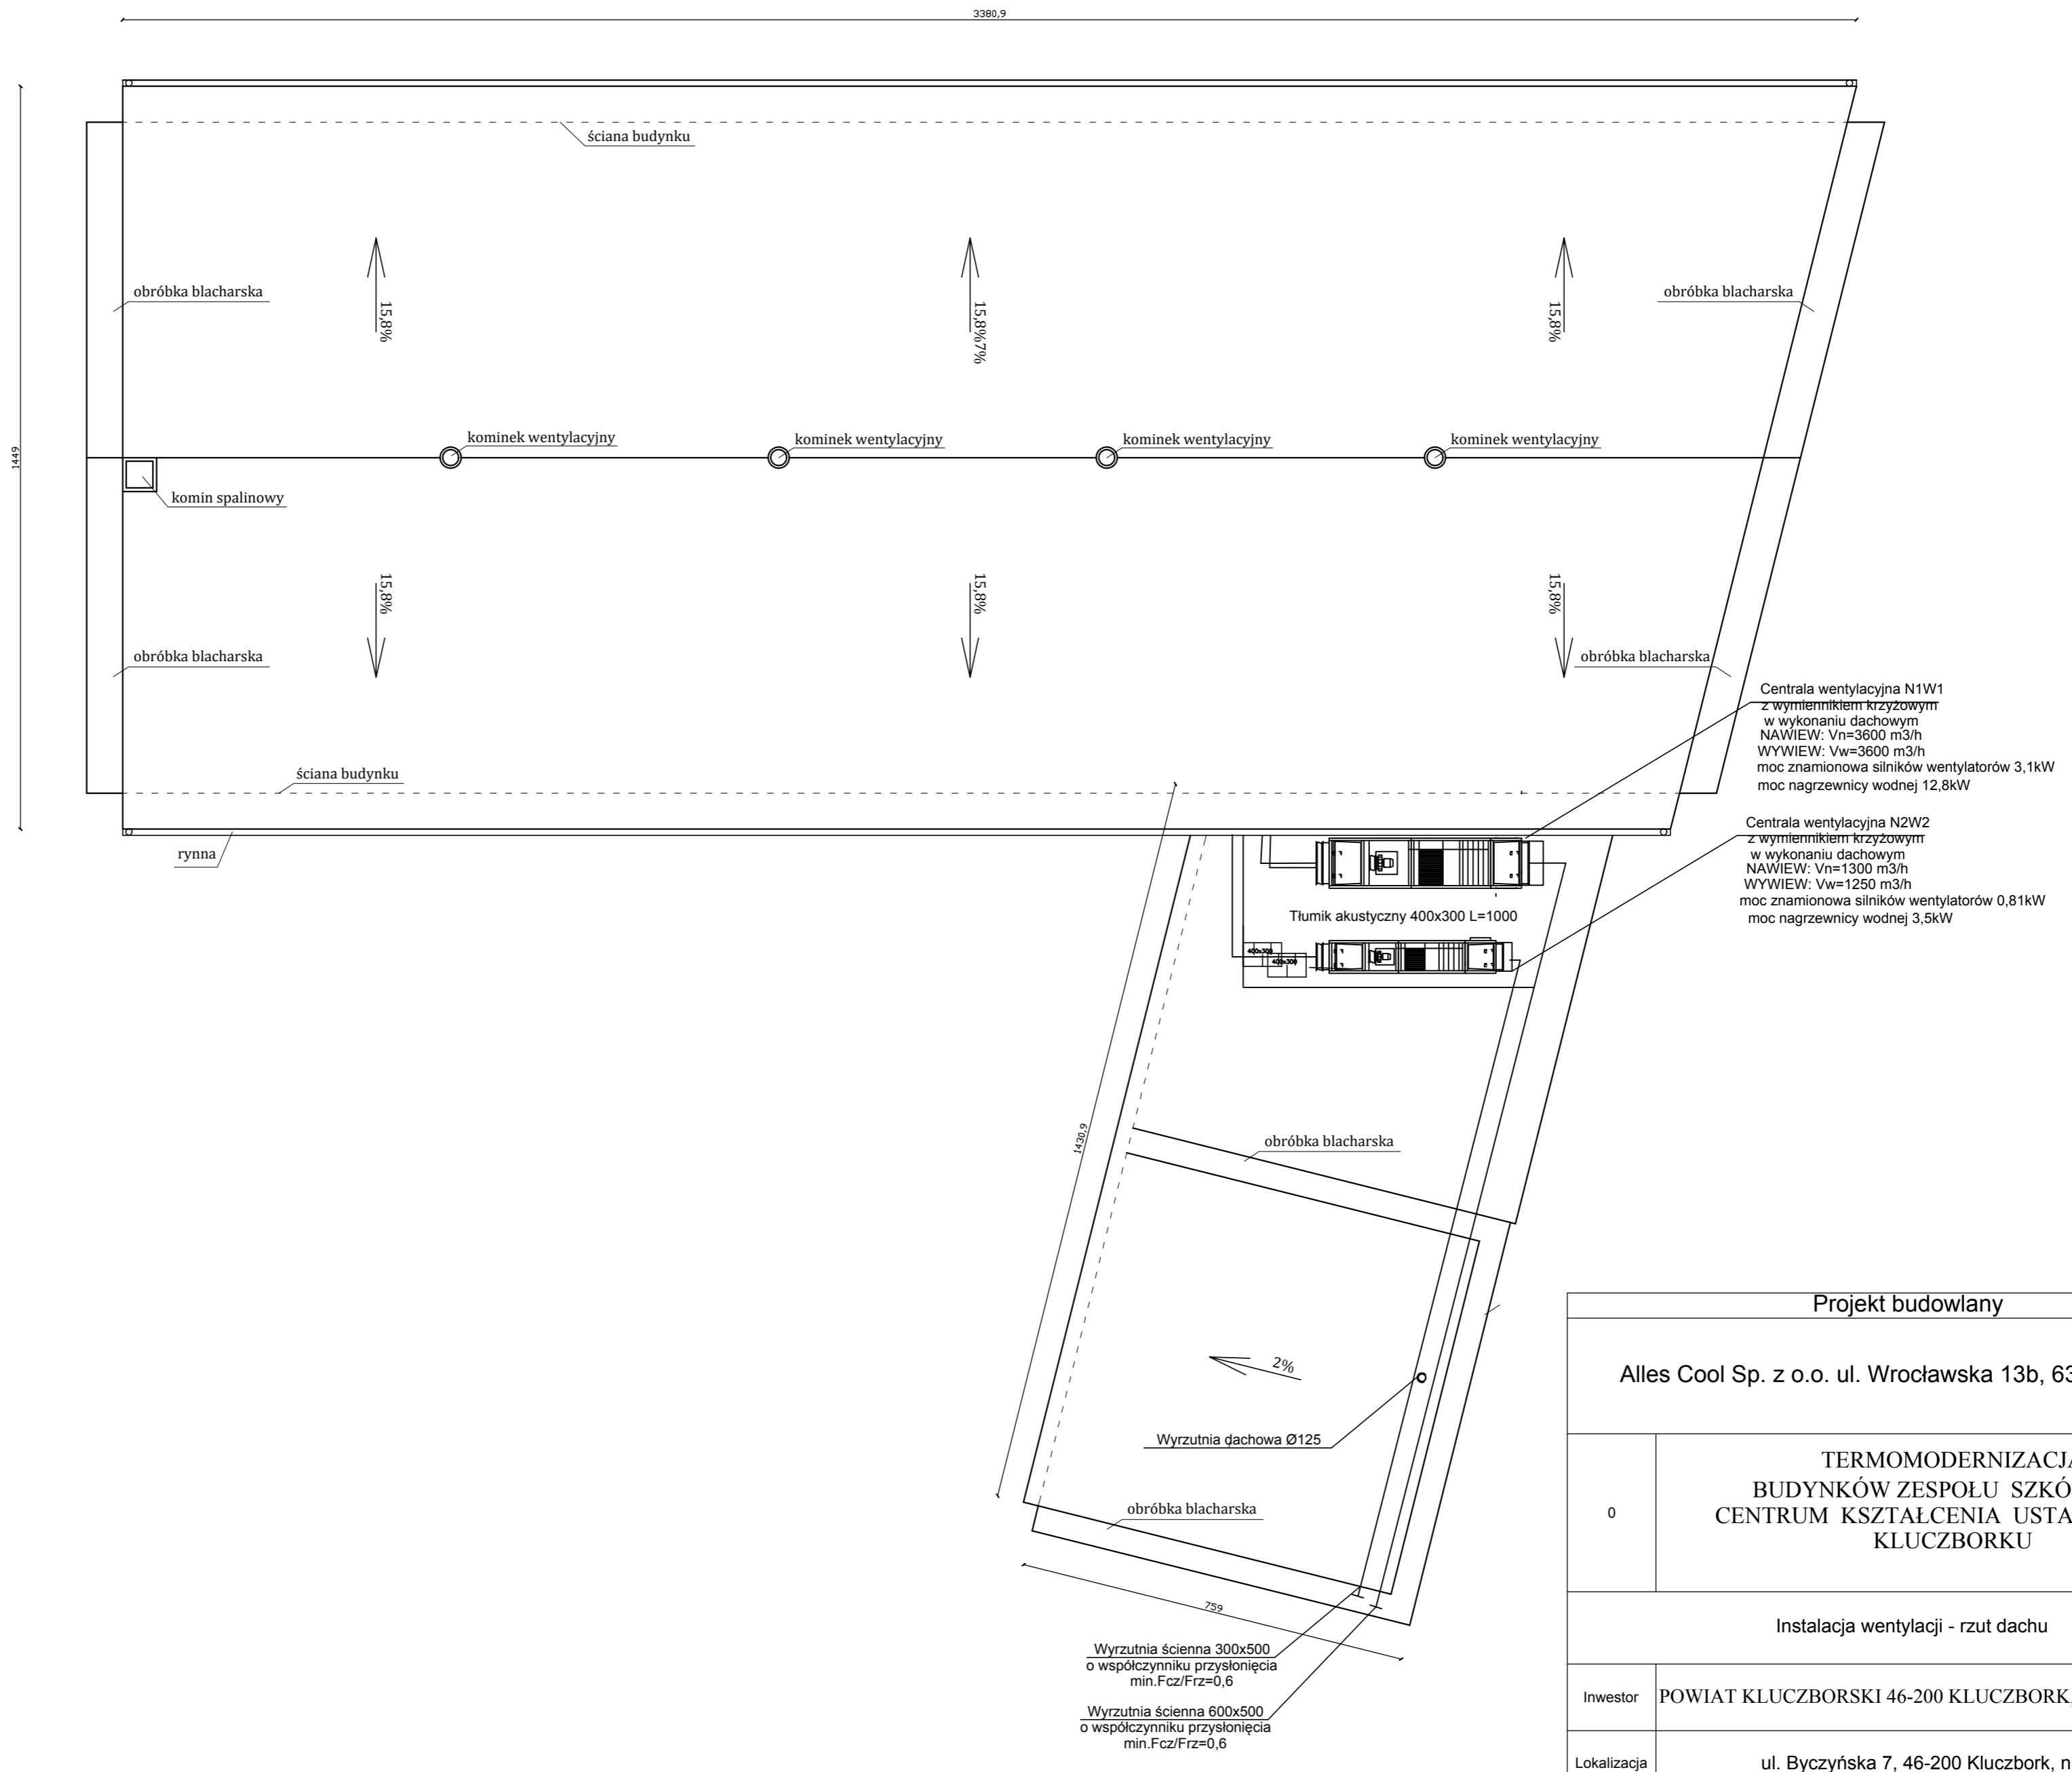 3380,9
ściana budynku
1449
obróbka blacharska
15,8%
15,8%7%
15,8%
obróbka blacharska
kominek wentylacyjny
kominek wentylacyjny
kominek wentylacyjny
kominek wentylacyjny
komin spalinowy
15,8%
15,8%
15,8%
obróbka blacharska
obróbka blacharska
Centrala wentylacyjna N1W1
z wymiennikiem krzyżowym
w wykonaniu dachowym
NAWIEW: Vn=3600 m3/h
WYWIEW: Vw=3600 m3/h
moc znamionowa silników wentylatorów 3,1kW
moc nagrzewnicy wodnej 12,8kW
ściana budynku
rynna
Centrala wentylacyjna N2W2
z wymiennikiem krzyżowym
w wykonaniu dachowym
NAWIEW: Vn=1300 m3/h
WYWIEW: Vw=1250 m3/h
moc znamionowa silników wentylatorów 0,81kW
moc nagrzewnicy wodnej 3,5kW
Tłumik akustyczny 400x300 L=1000
400x300
400x300
1430,9
obróbka blacharska
2%
Wyrzutnia dachowa Ø125
obróbka blacharska
759
Wyrzutnia ścienna 300x500
o współczynniku przysłonięcia
min.Fcz/Frz=0,6
Wyrzutnia ścienna 600x500
o współczynniku przysłonięcia
min.Fcz/Frz=0,6
Projekt budowlany
Alles Cool Sp. z o.o. ul. Wrocławska 13b, 63
0
TERMOMODERNIZACJA
BUDYNKÓW ZESPOŁU SZKÓ
CENTRUM KSZTAŁCENIA USTA
KLUCZBORKU
Instalacja wentylacji - rzut dachu
Inwestor
POWIAT KLUCZBORSKI 46-200 KLUCZBORK,
Lokalizacja
ul. Byczyńska 7, 46-200 Kluczbork, n